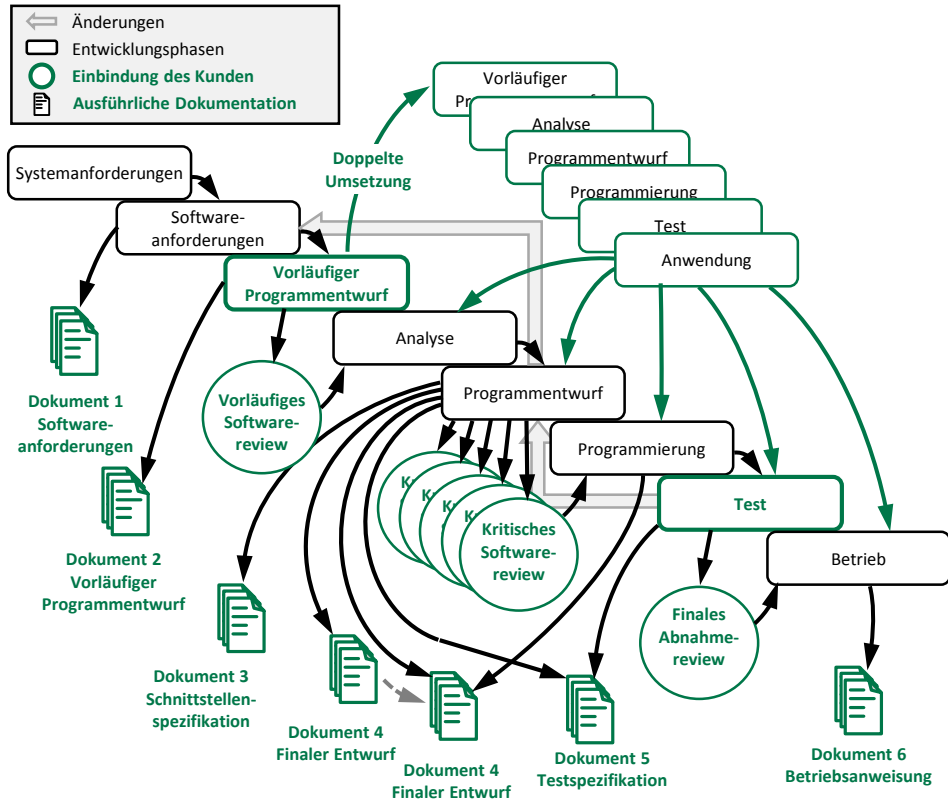 Änderungen
Entwicklungsphasen
Einbindung des Kunden
Ausführliche Dokumentation
Vorläufiger
Analyse
Programmentwurf
Programmierung
Test
Anwendung
Doppelte
Umsetzung
Systemanforderungen
Software-
anforderungen
Vorläufiger
Programmentwurf
Analyse
Programmentwurf
Programmierung
Test
Betrieb
Vorläufiges
Software-
review
Kritisches
Software-
review
Finales
Abnahme-
review
Dokument 1
Software-
anforderungen
Dokument 2
Vorläufiger
Programmentwurf
Dokument 3
Schnittstellen-
spezifikation
Dokument 4
Finaler Entwurf
Dokument 4
Finaler Entwurf
Dokument 5
Testspezifikation
Dokument 6
Betriebsanweisung